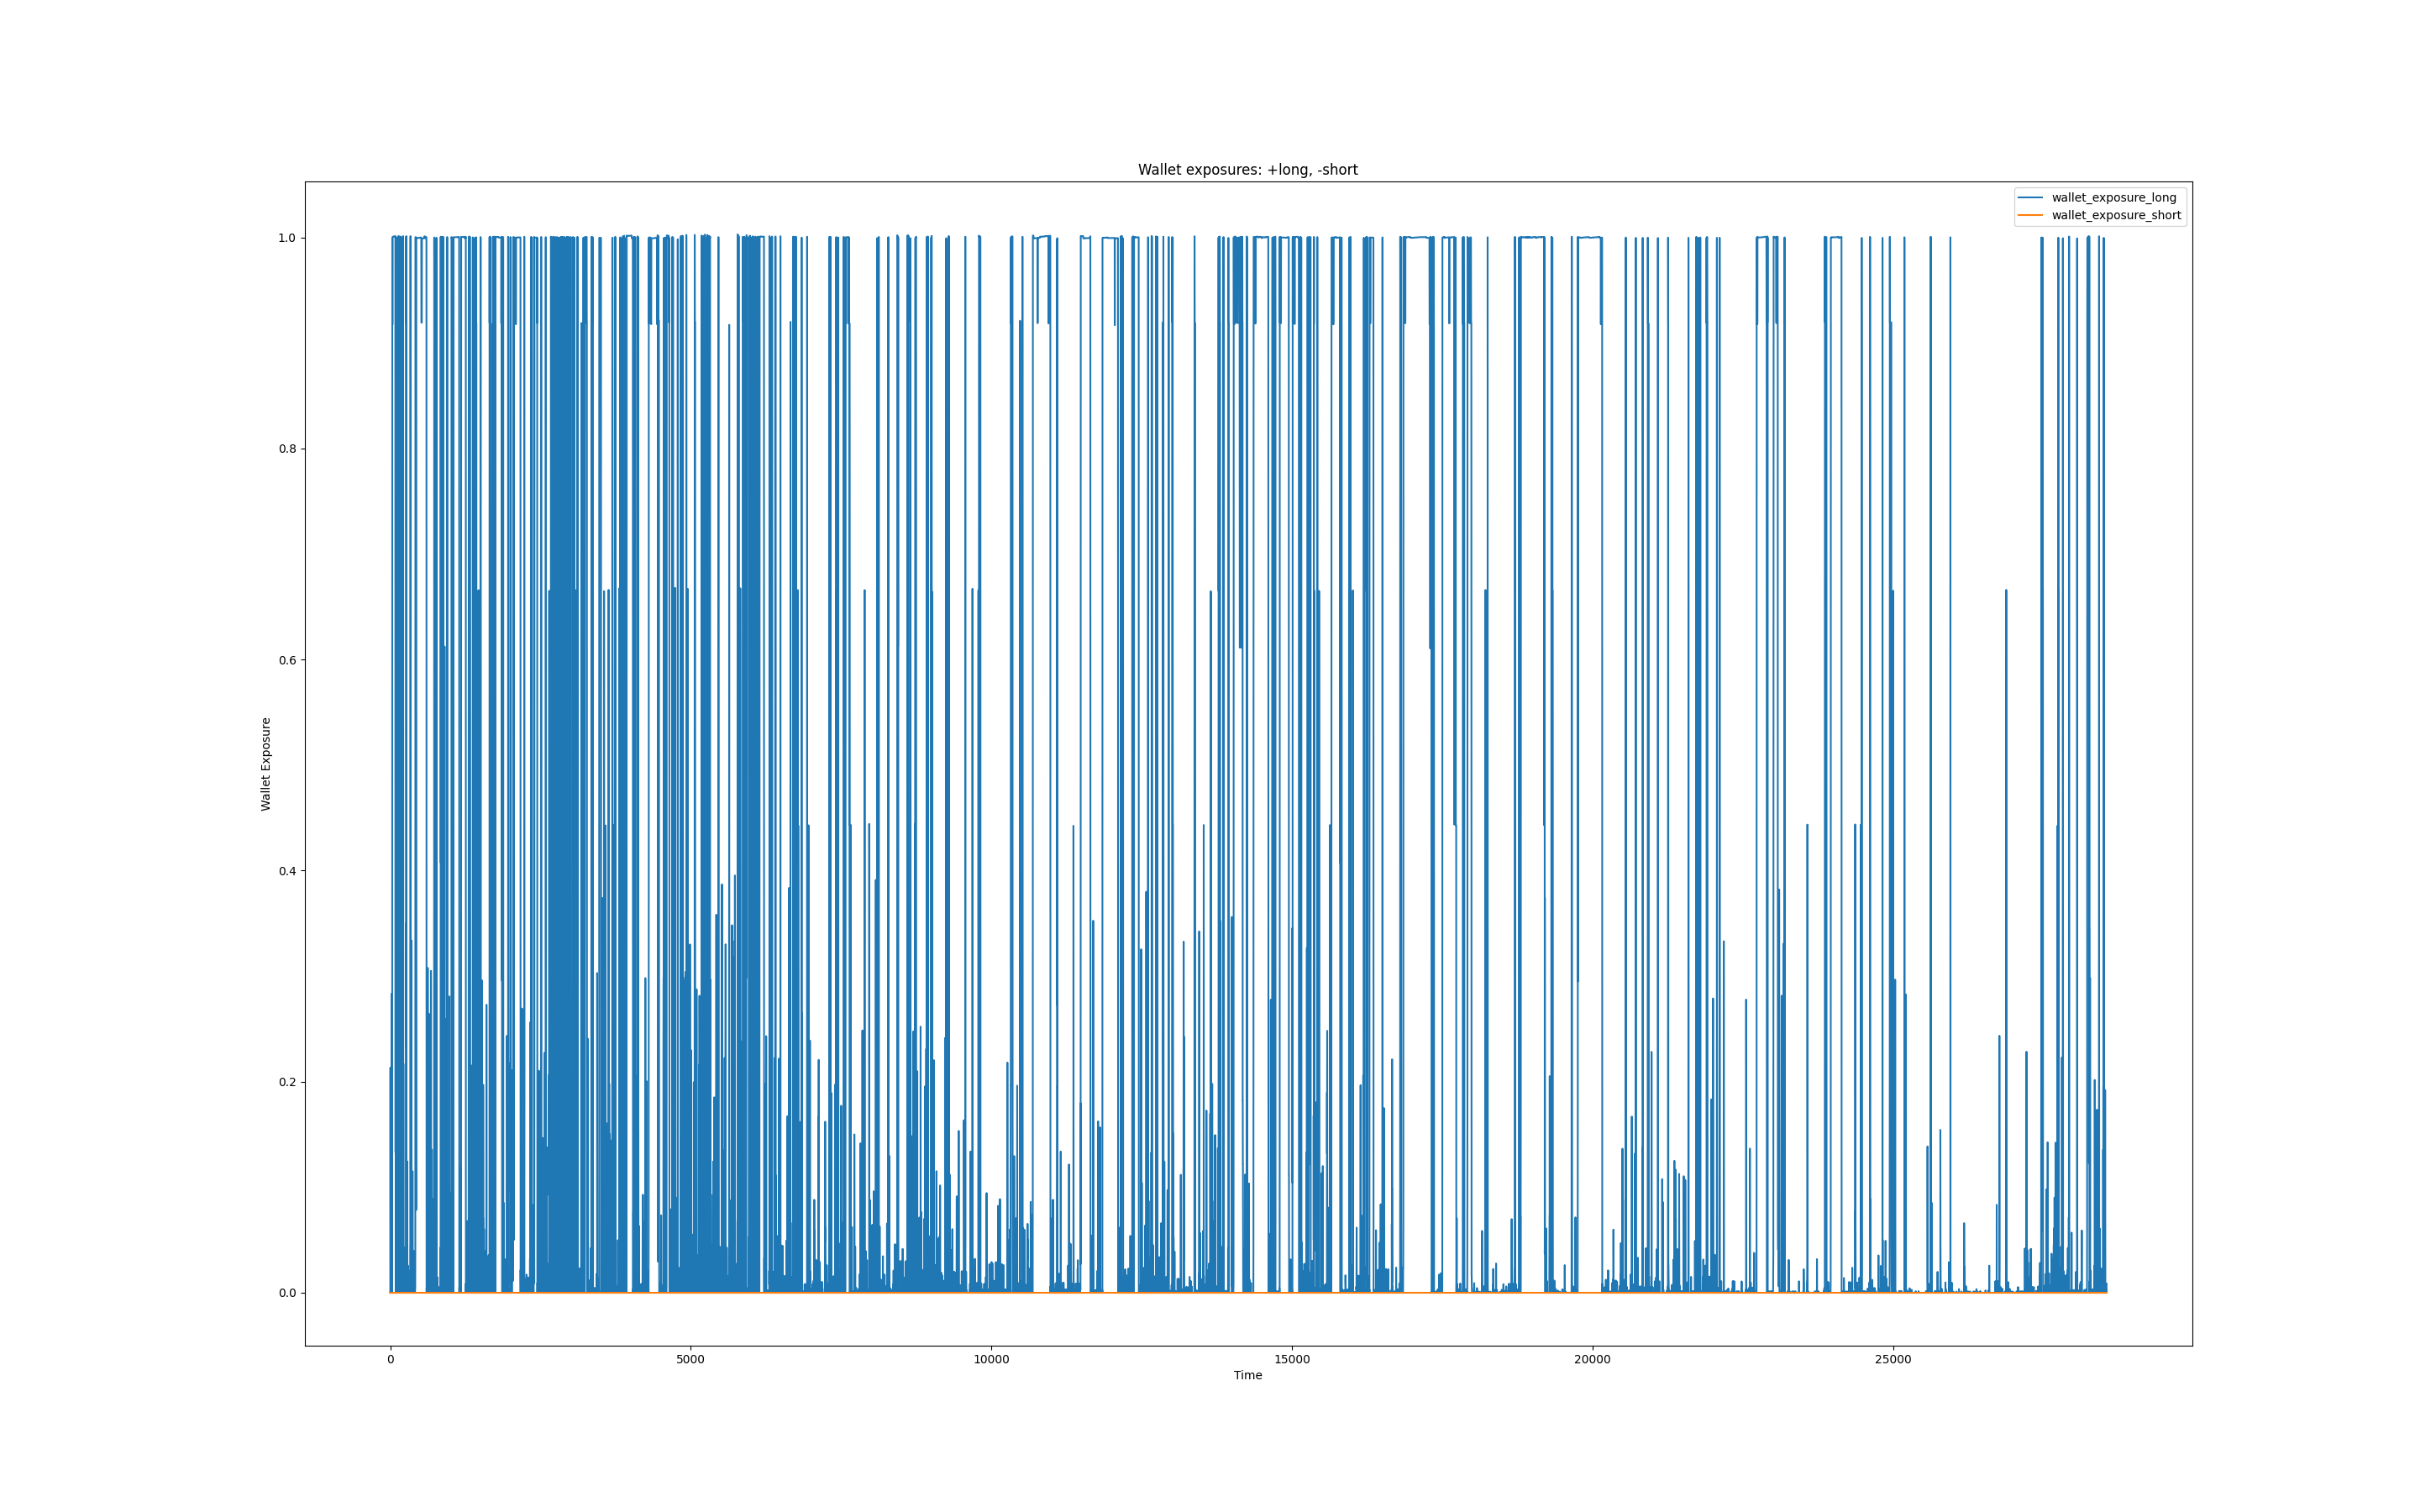 Wallet exposures: +long, -short
wallet_exposure_long
wallet_exposure_short
1.0
0.8
0.6
0.4
0.2
0.0
Wallet Exposure
0 5000 10000 15000 20000 25000
Time